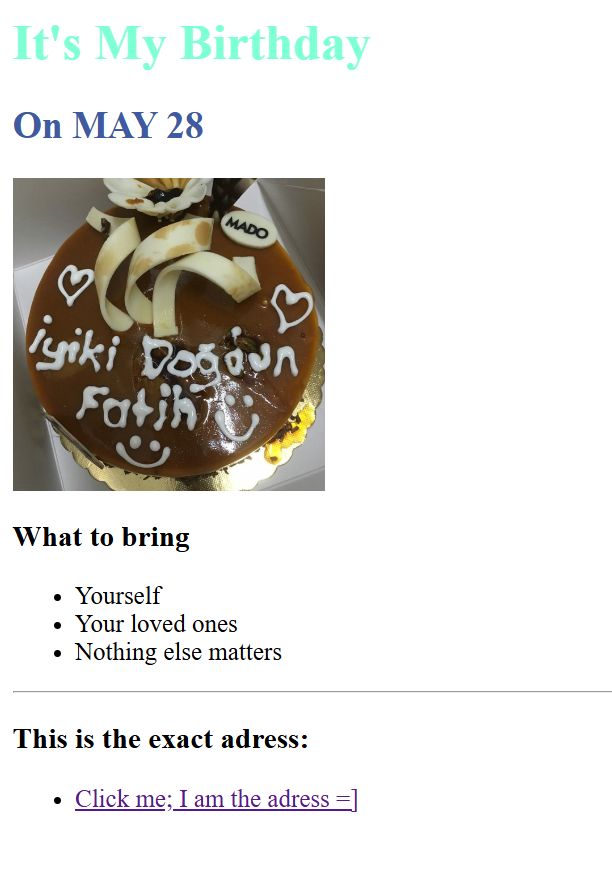 It's My Birthday
On MAY 28
MADO
iyiki Doğdun
Fatih
What to bring
Yourself
Your loved ones
Nothing else matters
This is the exact adress:
Click me; I am the adress =]